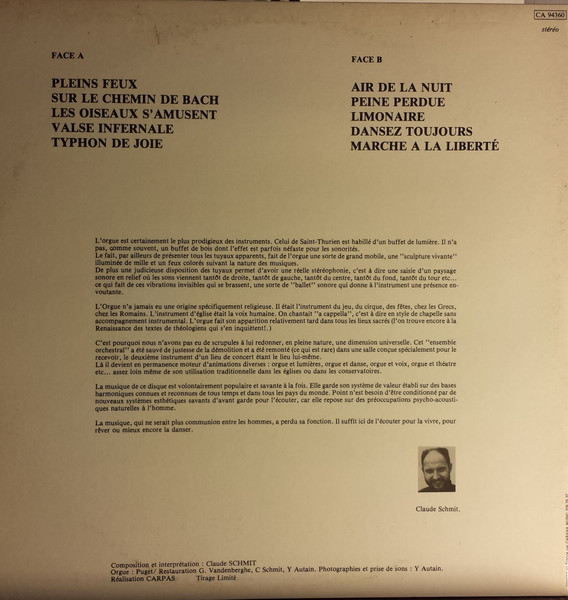 CA 94360
stéréo
FACE A
PLEINS FEUX
SUR LE CHEMIN DE BACH
LES OISEAUX S'AMUSENT
VALSE INFERNALE
TYPHON DE JOIE
FACE B
AIR DE LA NUIT
PEINE PERDUE
LIMONAIRE
DANSEZ TOUJOURS
MARCHE A LA LIBERTÉ
L'orgue est certainement le plus prodigieux des instruments. Celui de Saint-Thurien est habillé d'un buffet de lumière. Il n'a
pas, comme souvent, un buffet de bois dont l'effet est parfois néfaste pour les sonorités.
Le fait, par ailleurs de présenter tous les tuyaux apparents, fait de l'orgue une sorte de grand mobile, une "sculpture vivante"
illuminée de mille et un feux colorés suivant la nature des musiques.
De plus une judicieuse disposition des tuyaux permet d'avoir une réelle stéréophonie, c'est à dire une saisie d'un paysage
sonore en relief où les sons viennent tantôt de droite, tantôt de gauche, tantôt du centre, tantôt du fond, tantôt du tour etc...
ce qui fait de ces vibrations invisibles qui se brassent, une sorte de "ballet" sonore qui donne à l'instrument une présence en-
voutante.
L'Orgue n'a jamais eu une origine spécifiquement religieuse. Il était l'instrument du jeu, du cirque, des fêtes, chez les Grecs,
chez les Romains. L'instrument d'église était la voix humaine. On chantait "a cappella", c'est à dire en style de chapelle sans
accompagnement instrumental. L'orgue fait son apparition relativement tard dans tous les lieux sacrés (l'on trouve encore à la
Renaissance des textes de théologiens qui s'en inquiètent!.)
C'est pourquoi nous n'avons pas eu de scrupules à lui redonner, en pleine nature, une dimension universelle. Cet "ensemble
orchestral" a été sauvé de justesse de la démolition et a été remonté (ce qui est rare) dans une salle conçue spécialement pour le
recevoir, le deuxième instrument d'un lieu de concert étant le lieu lui-même.
Là il devient en permanence moteur d'animations diverses : orgue et lumières, orgue et danse, orgue et voix, orgue et théatre
etc... assez loin même de son utilisation traditionnelle dans les églises ou dans les conservatoires.
La musique de ce disque est volontairement populaire et savante à la fois. Elle garde son système de valeur établi sur des bases
harmoniques connues et reconnues de tous temps et dans tous les pays du monde. Point n'est besoin d'être conditionné par de
nouveaux systèmes esthétiques savants d'avant garde pour l'écouter, car elle repose sur des préoccupations psycho-acousti-
ques naturelles à l'homme.
La musique, qui ne serait plus communion entre les hommes, a perdu sa fonction. Il suffit ici de l'écouter pour la vivre, pour
rêver ou mieux encore la danser.
Claude Schmit.
Composition et interprétation : Claude SCHMIT
Orgue : Puget/ Restauration G. Vandenberghe, C Schmit, Y Autain. Photographies et prise de sons : Y Autain.
Réalisation CARPAS Tirage Limité.